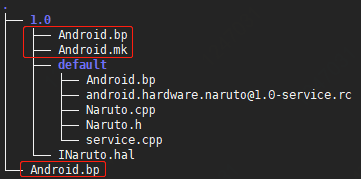 .
├── 1.0
│   ├── Android.bp
│   ├── Android.mk
│   ├── default
│   │   ├── Android.bp
│   │   ├── android.hardware.naruto@1.0-service.rc
│   │   ├── Naruto.cpp
│   │   ├── Naruto.h
│   │   └── service.cpp
│   └── INaruto.hal
└── Android.bp